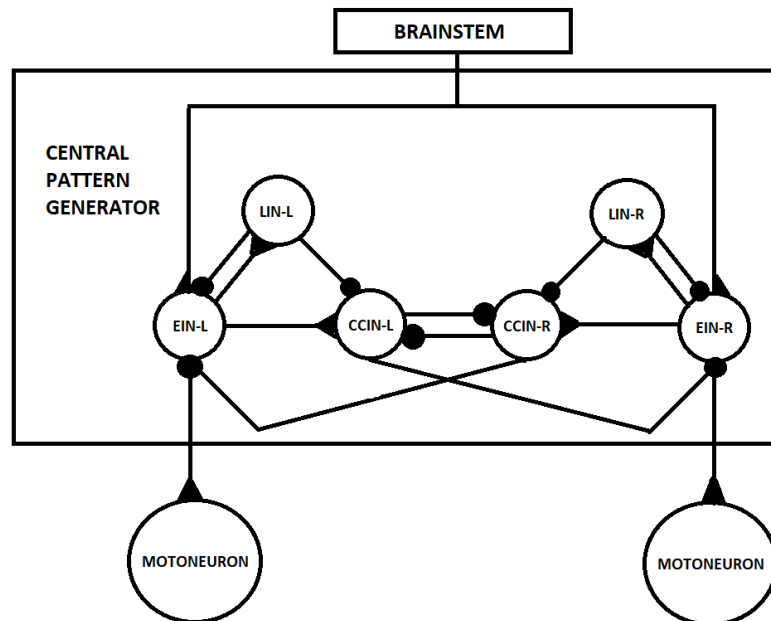 BRAINSTEM
CENTRAL
PATTERN
GENERATOR
LIN-L
LIN-R
EIN-L
CCIN-L
CCIN-R
EIN-R
MOTONEURON
MOTONEURON